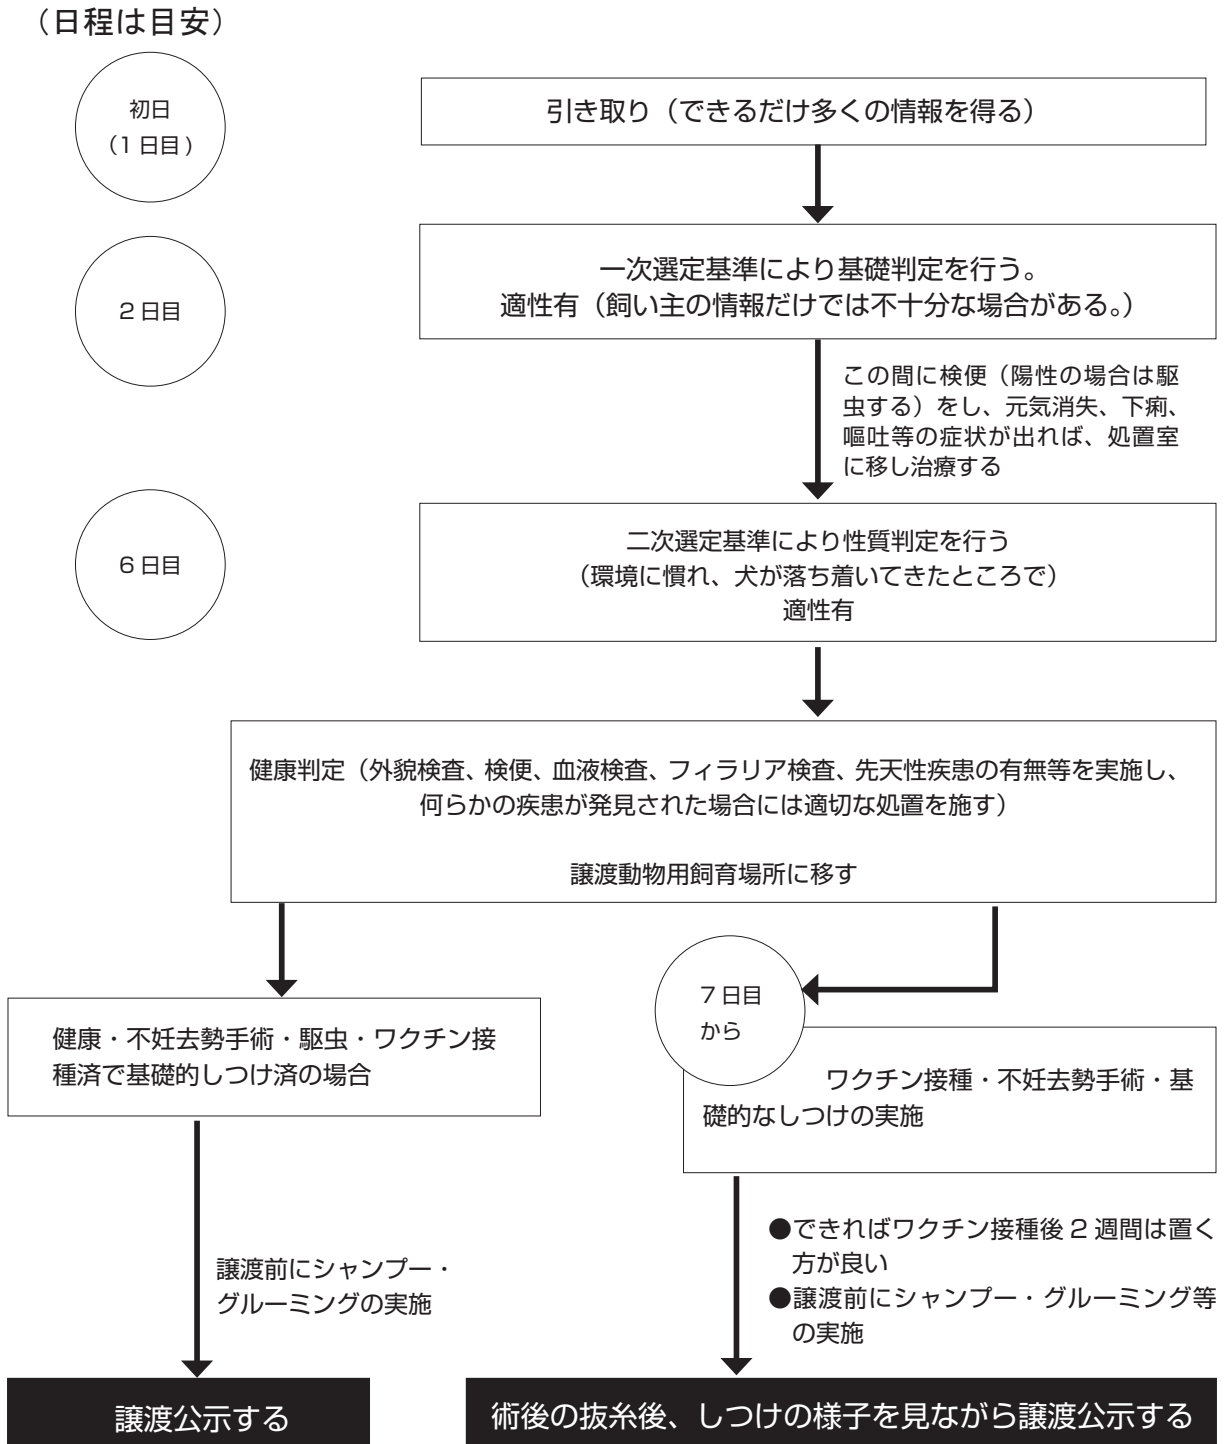 （日程は目安）
初日
（1 日目 ）
引き取り（できるだけ多くの情報を得る）
2 日目
一次選定基準により基礎判定を行う。
適性有（飼い主の情報だけでは不十分な場合がある。）
この間に検便（陽性の場合は駆
虫する）をし、元気消失、下痢、
嘔吐等の症状が出れば、処置室
に移し治療する
6 日目
二次選定基準により性質判定を行う
（環境に慣れ、犬が落ち着いてきたところで）
適性有
健康判定（外貌検査、検便、血液検査、フィラリア検査、先天性疾患の有無等を実施し、
何らかの疾患が発見された場合には適切な処置を施す）
譲渡動物用飼育場所に移す
健康・不妊去勢手術・駆虫・ワクチン接
種済で基礎的しつけ済の場合
7 日目
から
ワクチン接種・不妊去勢手術・基
礎的なしつけの実施
譲渡前にシャンプー・
グルーミングの実施
●できればワクチン接種後 2 週間は置く
方が良い
●譲渡前にシャンプー・グルーミング等
の実施
譲渡公示する
術後の抜糸後、しつけの様子を見ながら譲渡公示する